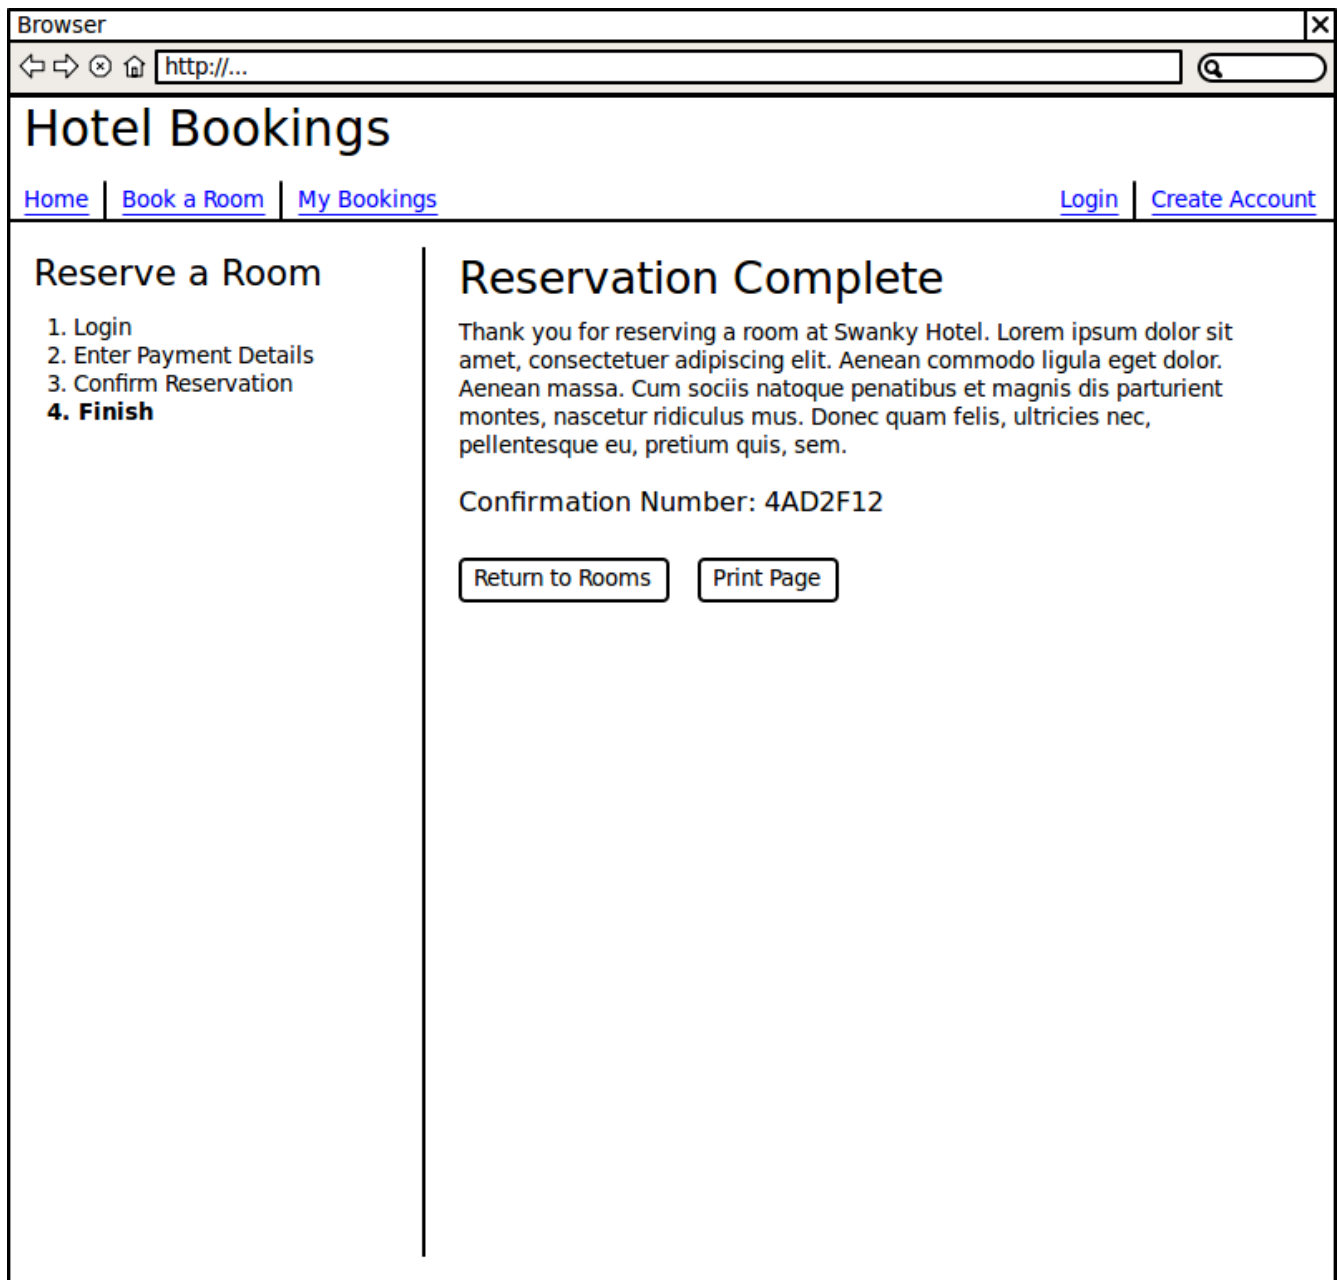 Browser
http://...
Hotel Bookings
Home Book a Room My Bookings Login Create Account
Reserve a Room
1. Login
2. Enter Payment Details
3. Confirm Reservation
4. Finish
Reservation Complete
Thank you for reserving a room at Swanky Hotel. Lorem ipsum dolor sit
amet, consectetuer adipiscing elit. Aenean commodo ligula eget dolor.
Aenean massa. Cum sociis natoque penatibus et magnis dis parturient
montes, nascetur ridiculus mus. Donec quam felis, ultricies nec,
pellentesque eu, pretium quis, sem.
Confirmation Number: 4AD2F12
Return to Rooms Print Page